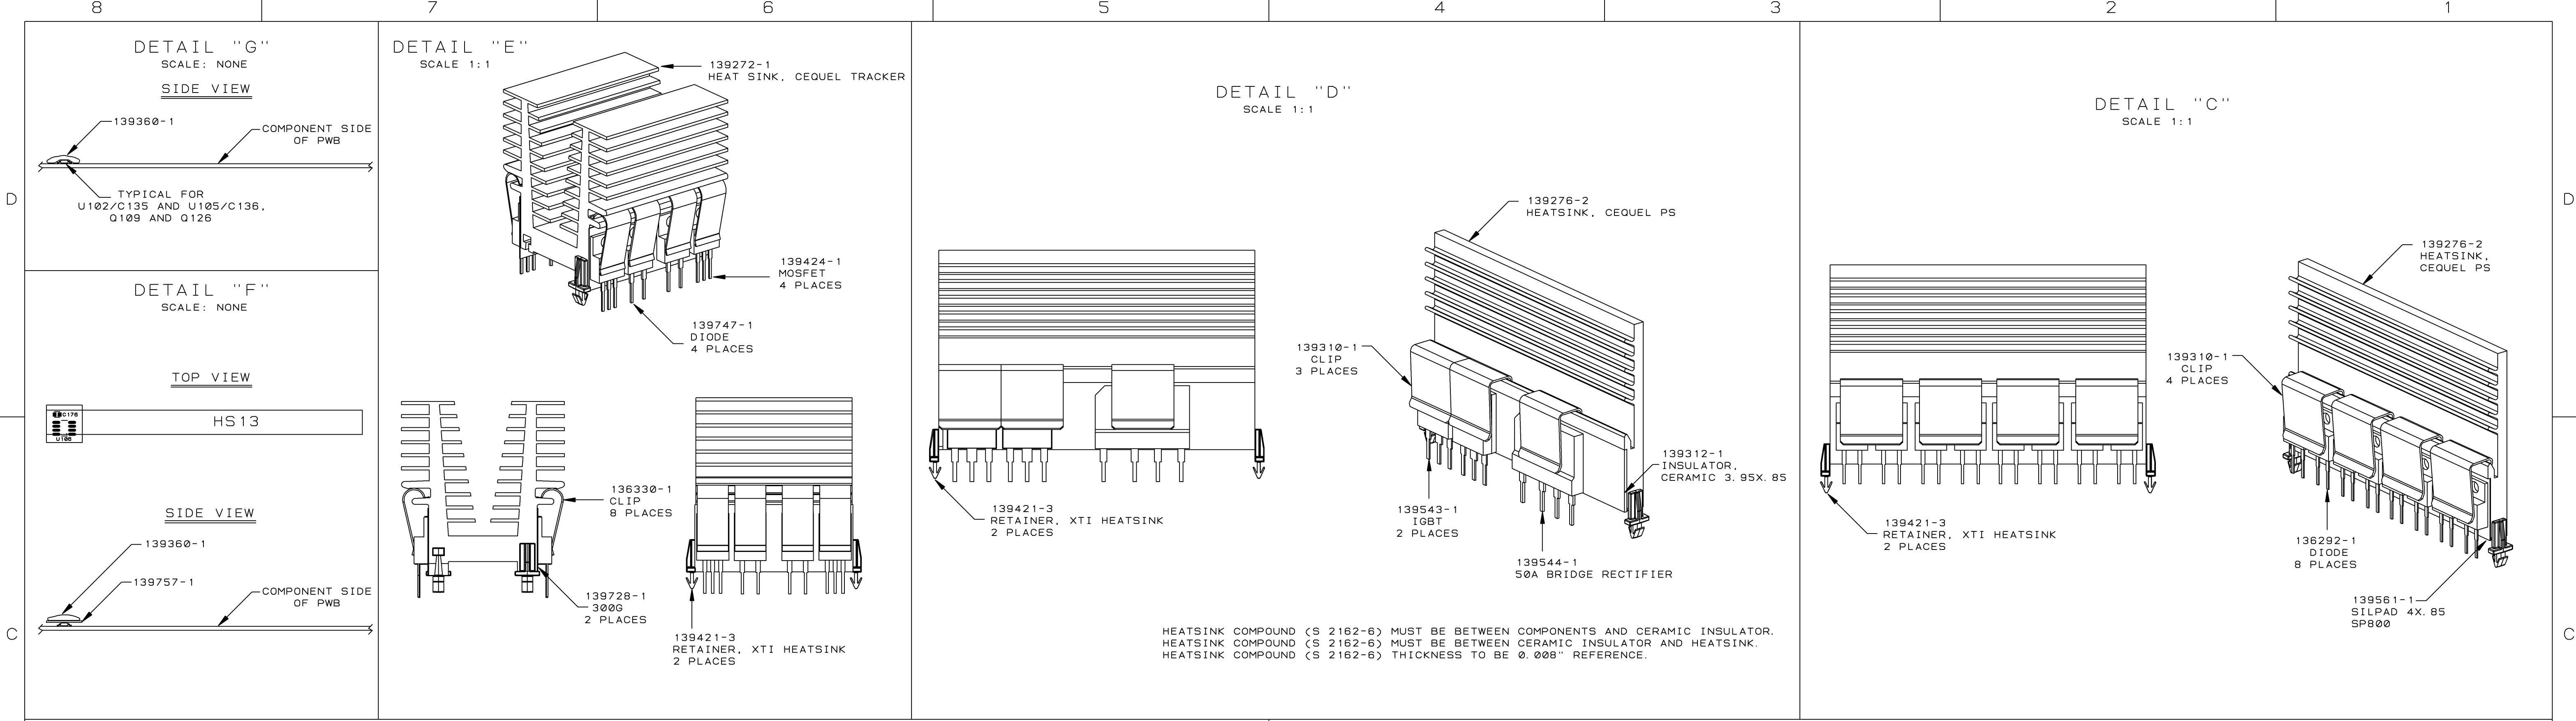 8
7
6
5
4
3
2
1
D
C
D
C
DETAIL "G"
SCALE: NONE
SIDE VIEW
139360-1
COMPONENT SIDE
OF PWB
TYPICAL FOR
U102/C135 AND U105/C136,
Q109 AND Q126
DETAIL "F"
SCALE: NONE
TOP VIEW
C176
U106
HS13
SIDE VIEW
139360-1
139757-1
COMPONENT SIDE
OF PWB
DETAIL "E"
SCALE 1:1
139272-1
HEAT SINK, CEQUEL TRACKER
139424-1
MOSFET
4 PLACES
139747-1
DIODE
4 PLACES
136330-1
CLIP
8 PLACES
139728-1
300G
2 PLACES
139421-3
RETAINER, XTI HEATSINK
2 PLACES
DETAIL "D"
SCALE 1:1
139276-2
HEATSINK, CEQUEL PS
139310-1
CLIP
3 PLACES
139421-3
RETAINER, XTI HEATSINK
2 PLACES
139543-1
IGBT
2 PLACES
139312-1
INSULATOR,
CERAMIC 3.95X.85
139544-1
50A BRIDGE RECTIFIER
HEATSINK COMPOUND (S 2162-6) MUST BE BETWEEN COMPONENTS AND CERAMIC INSULATOR.
HEATSINK COMPOUND (S 2162-6) MUST BE BETWEEN CERAMIC INSULATOR AND HEATSINK.
HEATSINK COMPOUND (S 2162-6) THICKNESS TO BE 0.008" REFERENCE.
DETAIL "C"
SCALE 1:1
139276-2
HEATSINK,
CEQUEL PS
139310-1
CLIP
4 PLACES
139421-3
RETAINER, XTI HEATSINK
2 PLACES
136292-1
DIODE
8 PLACES
139561-1
SILPAD 4X.85
SP800